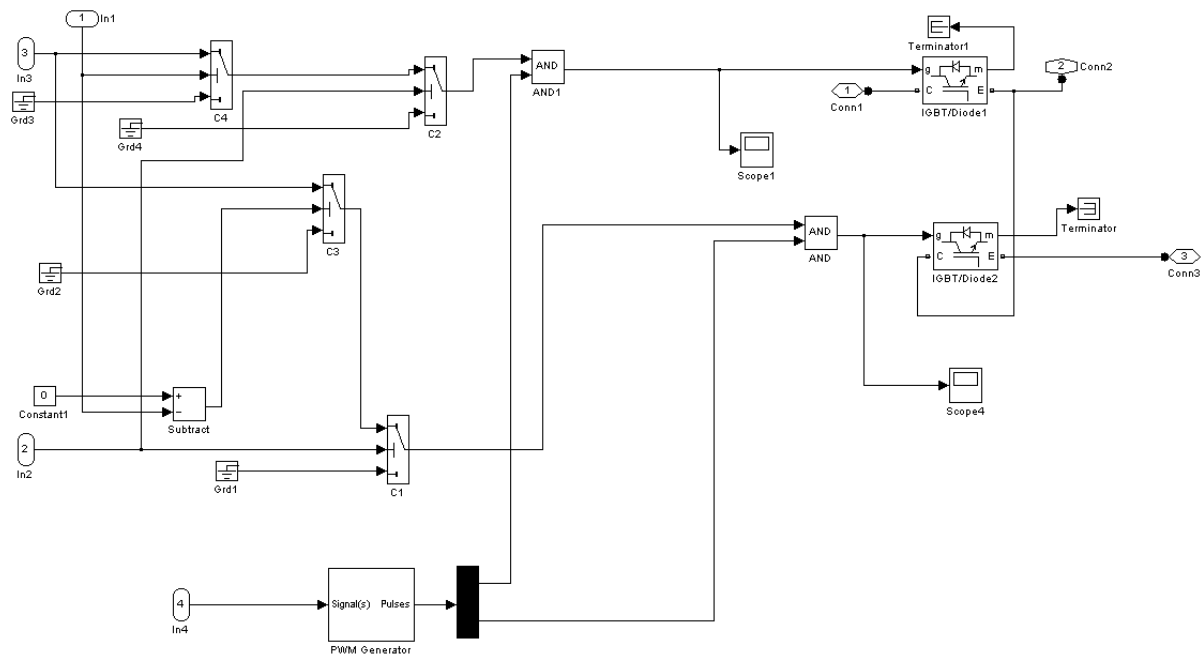 1
In1
3
In3
Grd3
C4
Grd4
C2
AND
AND1
Terminator1
g
m
C
E
IGBT/Diode1
1
Conn1
2
Conn2
Scope1
C3
Grd2
AND
AND
g
m
C
E
IGBT/Diode2
Terminator
3
Conn3
0
Constant1
+
−
Subtract
Scope4
2
In2
Grd1
C1
4
In4
Signal(s)
Pulses
PWM Generator